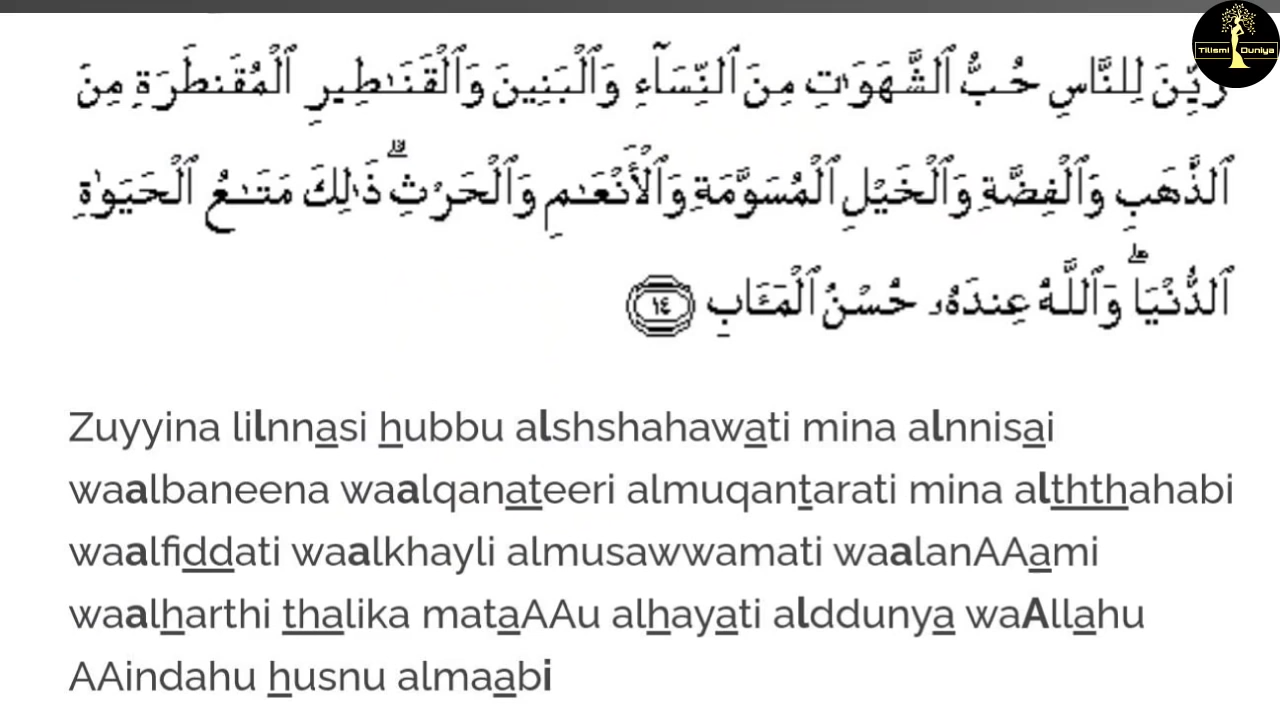 زُيِّنَ لِلنَّاسِ حُبُّ ٱلشَّهَوَٰتِ مِنَ ٱلنِّسَآءِ وَٱلْبَنِينَ وَٱلْقَنَـٰطِيرِ ٱلْمُقَنطَرَةِ مِنَ
ٱلذَّهَبِ وَٱلْفِضَّةِ وَٱلْخَيْلِ ٱلْمُسَوَّمَةِ وَٱلْأَنْعَـٰمِ وَٱلْحَرْثِ ۗ ذَٰلِكَ مَتَـٰعُ ٱلْحَيَوٰةِ
ٱلدُّنْيَا ۖ وَٱللَّهُ عِندَهُۥ حُسْنُ ٱلْمَـَٔابِ ١٤
Zuyyina lilnnasi hubbu alshshahawati mina alnnisai
waalbaneena waalqanateeri almuqantarati mina alththahabi
waalfiddati waalkhayli almusawwamati waalanAAami
waalharthi thalika mataAAu alhayati alddunya waAllahu
AAindahu husnu almaabi
Tilismi Duniya